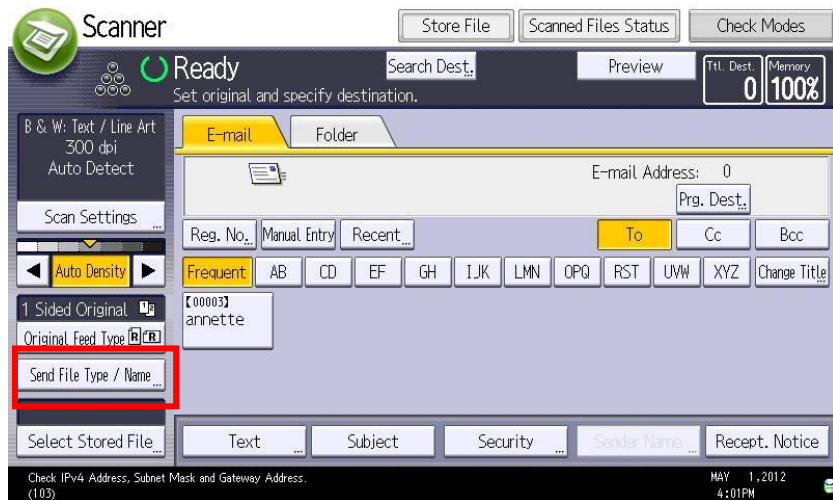 Scanner
Store File
Scanned Files Status
Check Modes
Ready
Search Dest.
Preview
Ttl. Dest.
0
Memory
100%
Set original and specify destination.
B & W: Text / Line Art
300 dpi
Auto Detect
Scan Settings
Auto Density
1 Sided Original
Original Feed Type
Send File Type / Name
Select Stored File
E-mail
Folder
E-mail Address: 0
Prg. Dest.
Reg. No.
Manual Entry
Recent
To
Cc
Bcc
Frequent
AB
CD
EF
GH
IJK
LMN
OPQ
RST
UVW
XYZ
Change Title
【00003】
annette
Text
Subject
Security
Sender Name
Recept. Notice
Check IPv4 Address, Subnet Mask and Gateway Address.
(103)
MAY 1,2012
4:01PM